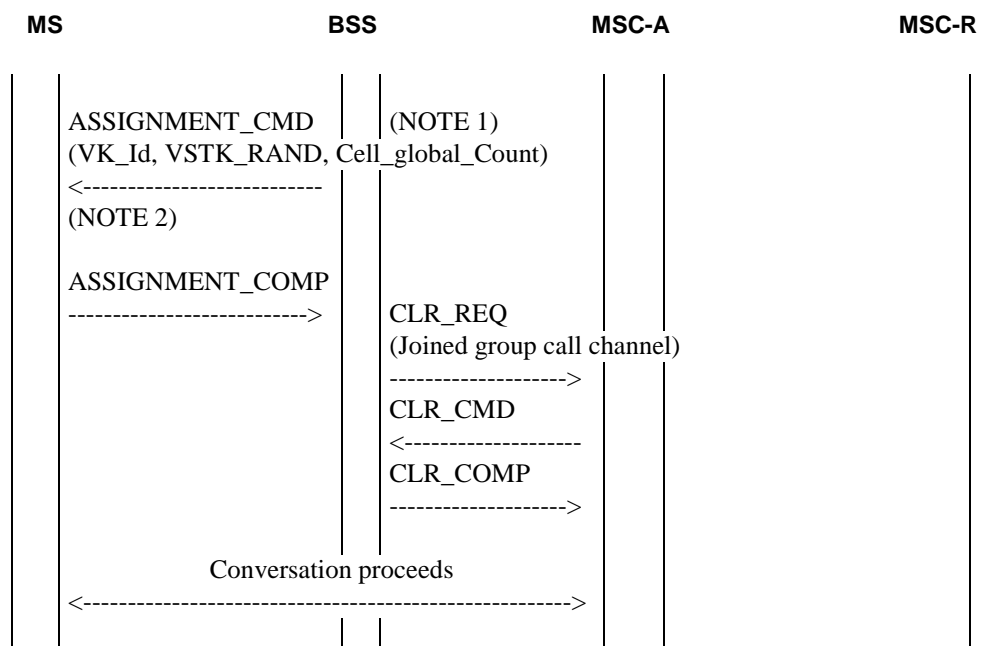 MS BSS MSC-A MSC-R
ASSIGNMENT_CMD (NOTE 1)
(VK_Id, VSTK_RAND, Cell_global_Count)
<---------------------------
(NOTE 2)
ASSIGNMENT_COMP
---------------------------> CLR_REQ
(Joined group call channel)
-------------------->
CLR_CMD
<--------------------
CLR_COMP
-------------------->
Conversation proceeds
<------------------------------------------------------->